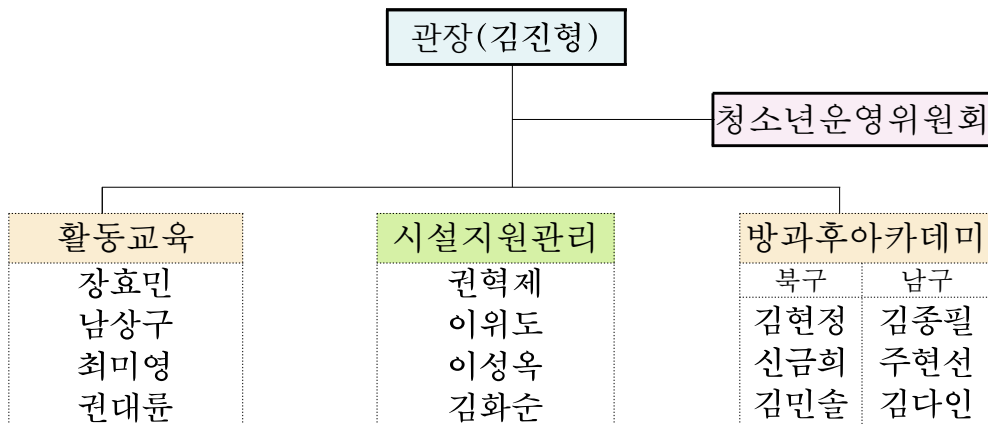 관장(김진형)
청소년운영위원회
활동교육
장효민
남상구
최미영
권대륜
시설지원관리
권혁제
이위도
이성옥
김화순
방과후아카데미
북구 남구
김현정 김종필
신금희 주현선
김민솔 김다인